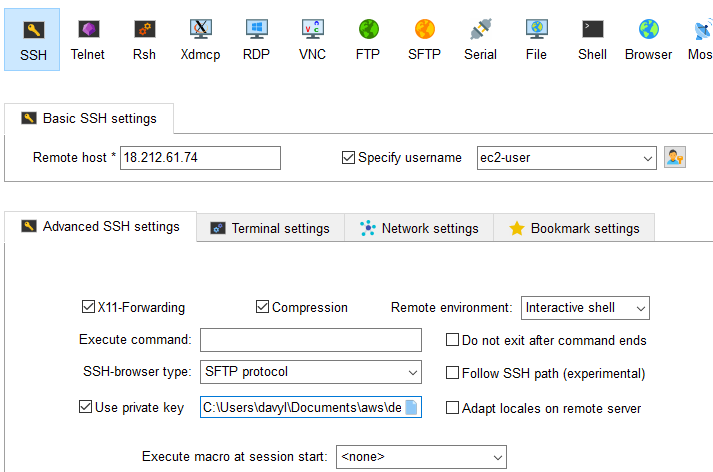 SSH Telnet Rsh Xdmcp RDP VNC FTP SFTP Serial File Shell Browser Mos
Basic SSH settings
Remote host * 18.212.61.74 Specify username ec2-user
Advanced SSH settings Terminal settings Network settings Bookmark settings
X11-Forwarding Compression Remote environment: Interactive shell
Execute command: Do not exit after command ends
SSH-browser type: SFTP protocol Follow SSH path (experimental)
Use private key C:\Users\davyl\Documents\aws\de Adapt locales on remote server
Execute macro at session start: <none>